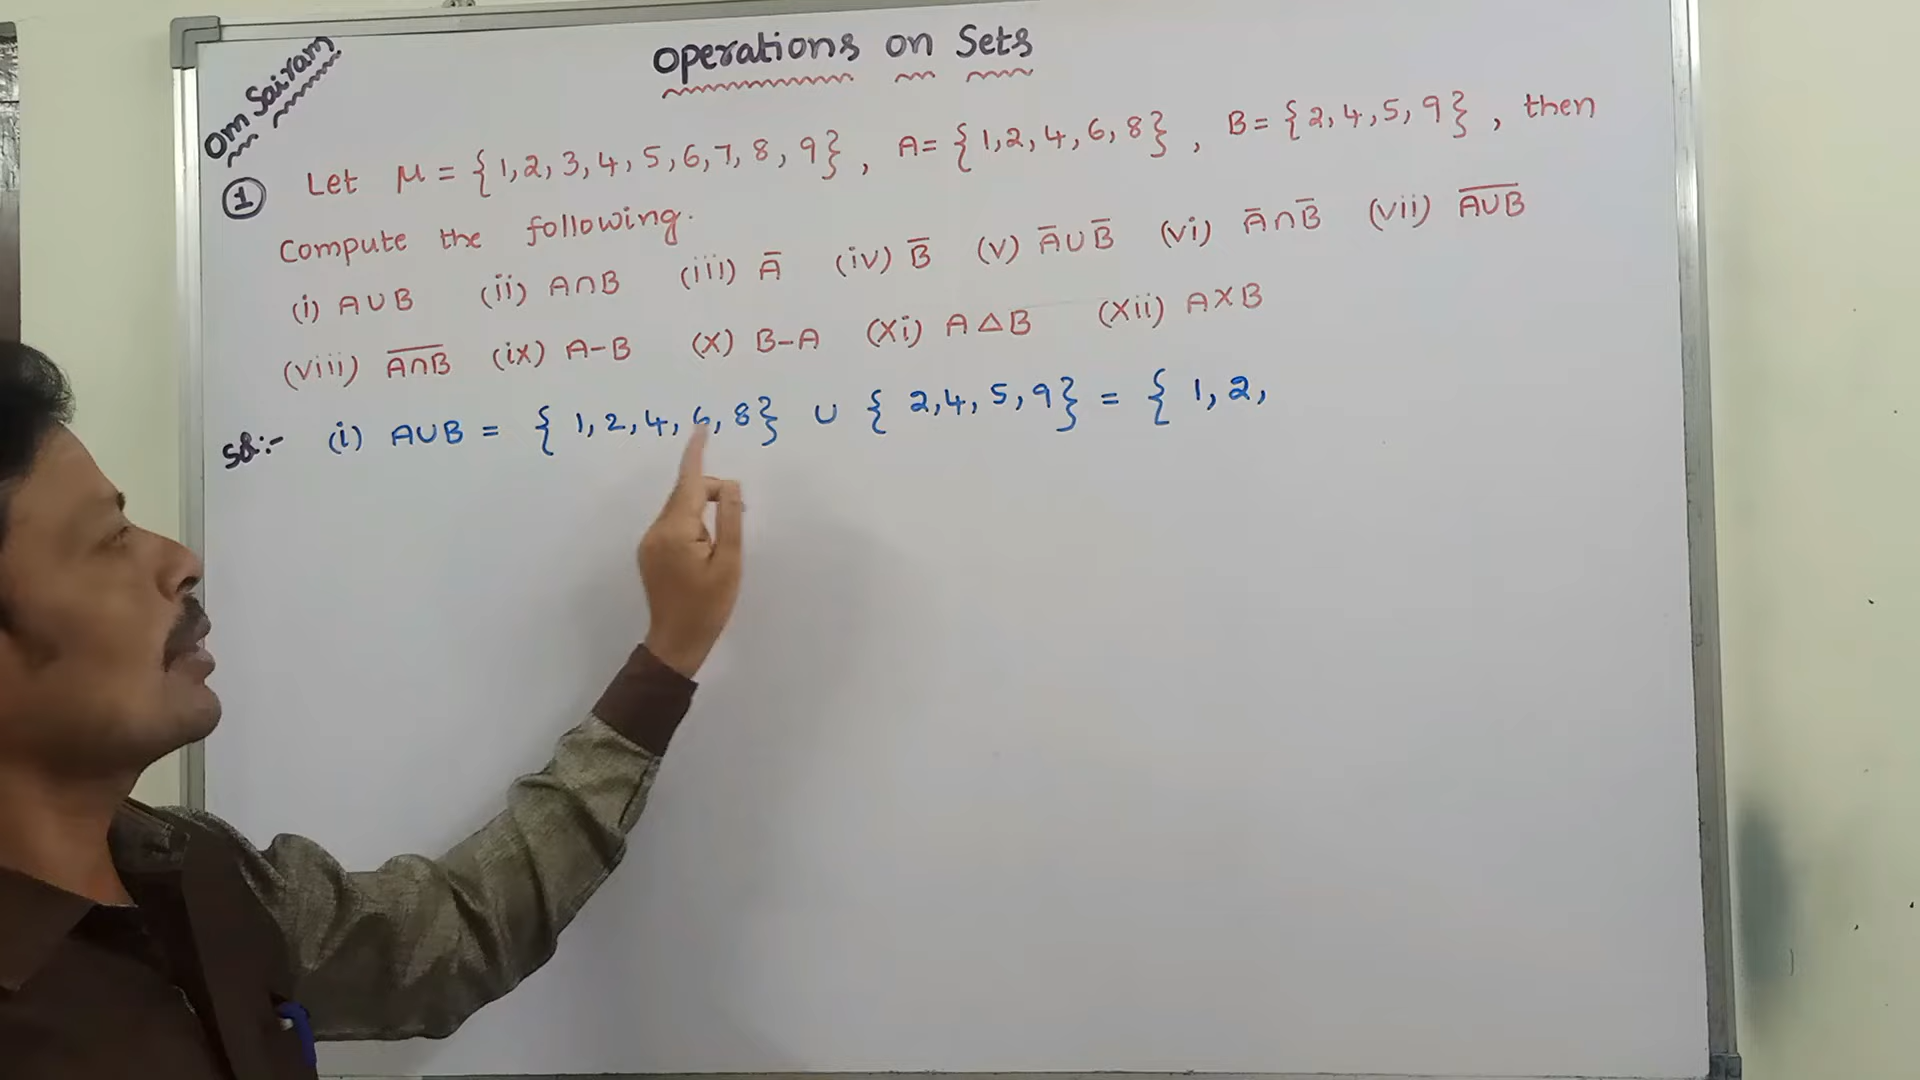 Operations on Sets
Om Sairam
① Let μ = {1,2,3,4,5,6,7,8,9}, A= {1,2,4,6,8}, B= {2,4,5,9}, then
Compute the following.
(i) A∪B (ii) A∩B (iii) A̅ (iv) B̅ (v) A̅∪B̅ (vi) A̅∩B̅ (vii) A̅∪̅B̅
(viii) A̅∩̅B̅ (ix) A-B (x) B-A (xi) A△B (xii) A×B
Sol:- (i) A∪B = {1,2,4,6,8} ∪ {2,4,5,9} = {1,2,